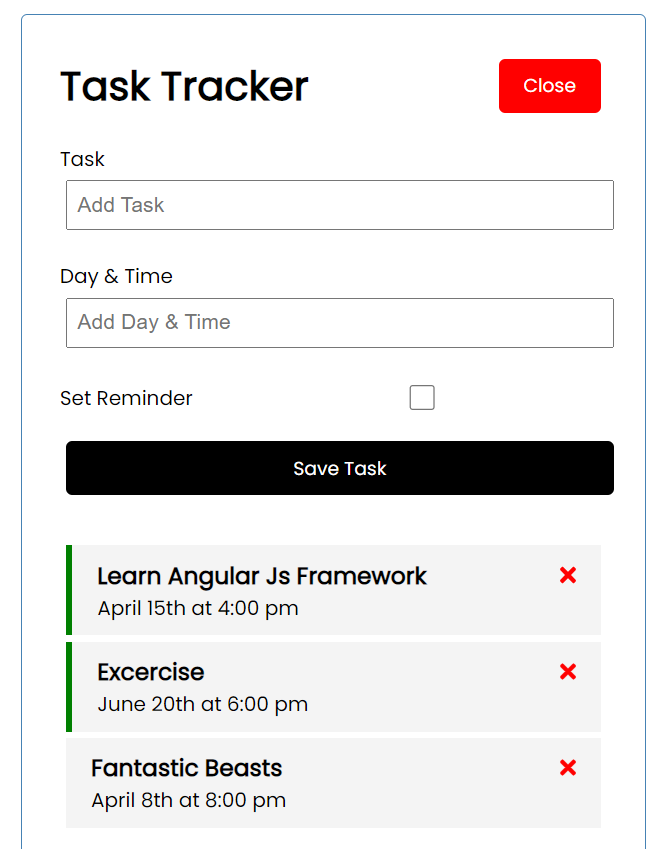 Task Tracker
Close
Task
Add Task
Day & Time
Add Day & Time
Set Reminder
Save Task
Learn Angular Js Framework
April 15th at 4:00 pm
Excercise
June 20th at 6:00 pm
Fantastic Beasts
April 8th at 8:00 pm